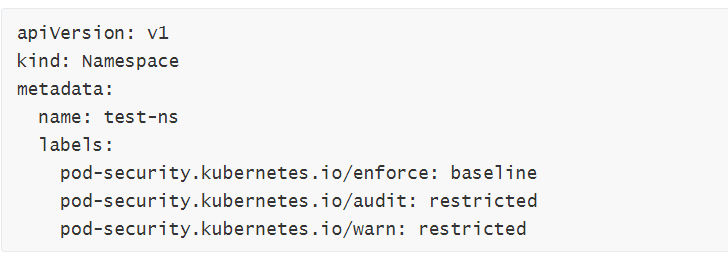 apiVersion: v1
kind: Namespace
metadata:
  name: test-ns
  labels:
    pod-security.kubernetes.io/enforce: baseline
    pod-security.kubernetes.io/audit: restricted
    pod-security.kubernetes.io/warn: restricted